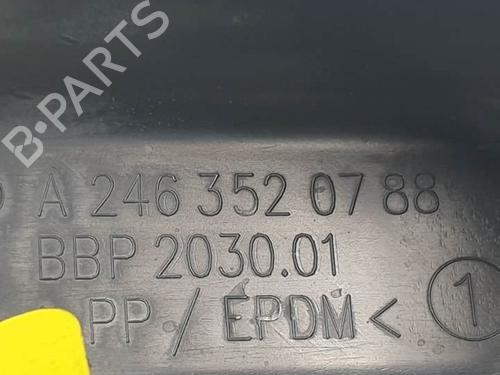 B-PARTS
A 246 352 07 88
BBP 2030.01
PP / EPDM < 1